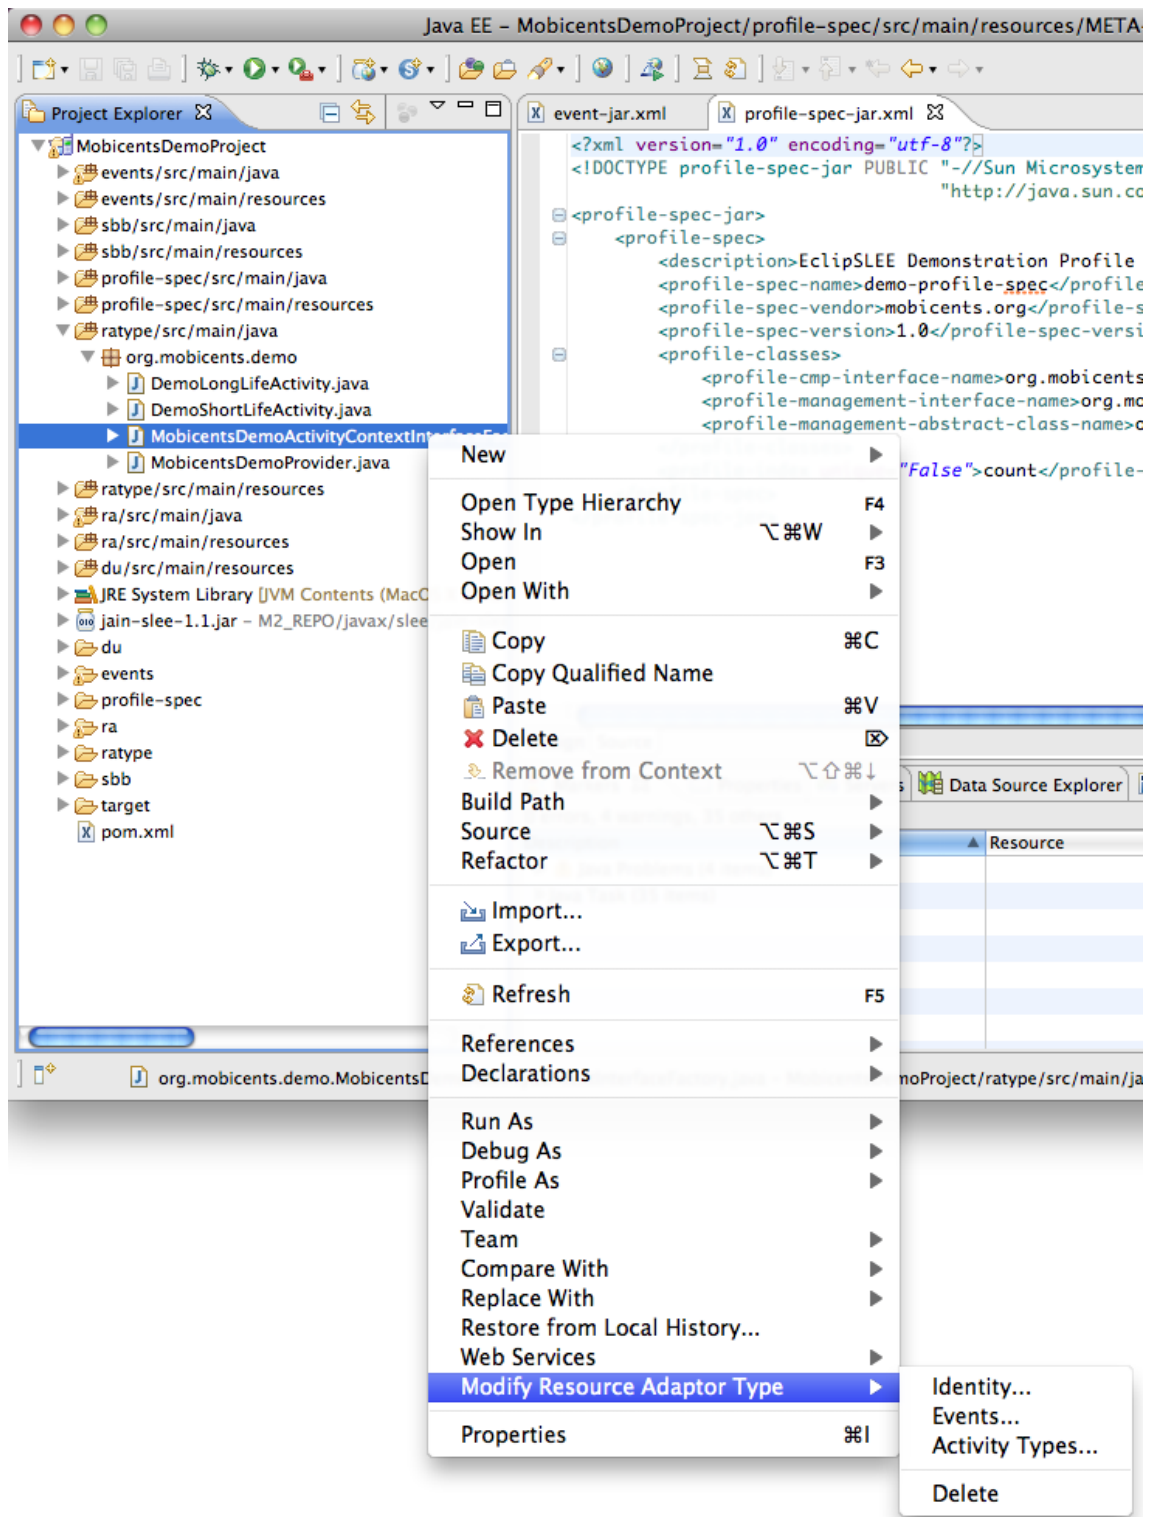 Java EE – MobicentsDemoProject/profile-spec/src/main/resources/META-
Project Explorer
event-jar.xml
profile-spec-jar.xml
MobicentsDemoProject
events/src/main/java
events/src/main/resources
sbb/src/main/java
sbb/src/main/resources
profile-spec/src/main/java
profile-spec/src/main/resources
ratype/src/main/java
org.mobicents.demo
DemoLongLifeActivity.java
DemoShortLifeActivity.java
MobicentsDemoActivityContextInterfaceFac
MobicentsDemoProvider.java
ratype/src/main/resources
ra/src/main/java
ra/src/main/resources
du/src/main/resources
JRE System Library [JVM Contents (MacO
jain-slee-1.1.jar – M2_REPO/javax/slee
du
events
profile-spec
ra
ratype
sbb
target
pom.xml
<?xml version="1.0" encoding="utf-8"?>
<!DOCTYPE profile-spec-jar PUBLIC "-//Sun Microsystem
"http://java.sun.co
<profile-spec-jar>
<profile-spec>
<description>EclipSLEE Demonstration Profile
<profile-spec-name>demo-profile-spec</profile
<profile-spec-vendor>mobicents.org</profile-s
<profile-spec-version>1.0</profile-spec-versi
<profile-classes>
<profile-cmp-interface-name>org.mobicents
<profile-management-interface-name>org.mo
<profile-management-abstract-class-name>o
"False">count</profile-
New
Open Type Hierarchy F4
Show In ⌥⌘W
Open F3
Open With
Copy ⌘C
Copy Qualified Name
Paste ⌘V
Delete ⌦
Remove from Context ⌥⇧⌘↓
Build Path
Source ⌥⌘S
Refactor ⌥⌘T
Import...
Export...
Refresh F5
References
Declarations
Run As
Debug As
Profile As
Validate
Team
Compare With
Replace With
Restore from Local History...
Web Services
Modify Resource Adaptor Type
Properties ⌘I
Identity...
Events...
Activity Types...
Delete
s
Data Source Explorer
Resource
org.mobicents.demo.MobicentsD
moProject/ratype/src/main/ja